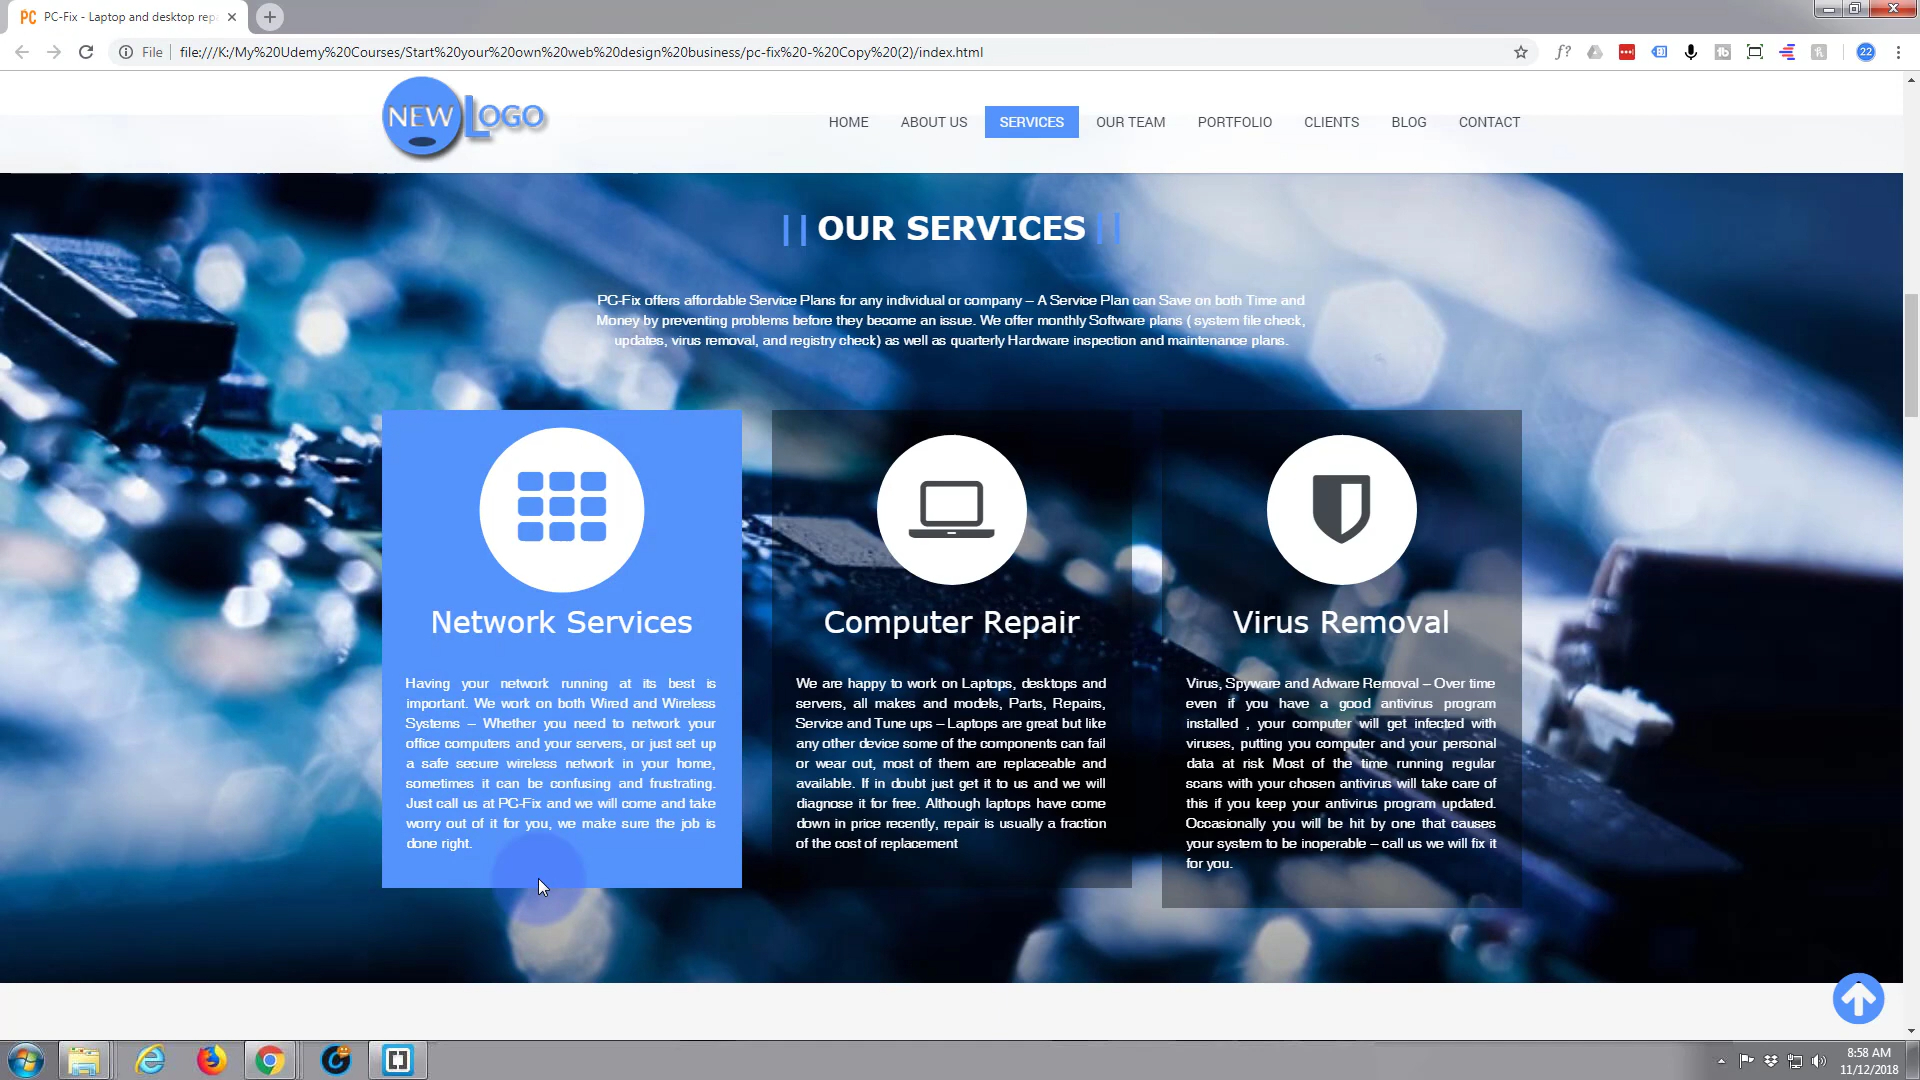 PC PC-Fix - Laptop and desktop rep
File file:///K:/My%20Udemy%20Courses/Start%20your%20own%20web%20design%20business/pc-fix%20-%20Copy%20(2)/index.html
f?
22
NEW LOGO
HOME ABOUT US SERVICES OUR TEAM PORTFOLIO CLIENTS BLOG CONTACT
|| OUR SERVICES ||
PC-Fix offers affordable Service Plans for any individual or company – A Service Plan can Save on both Time and
Money by preventing problems before they become an issue. We offer monthly Software plans ( system file check,
updates, virus removal, and registry check) as well as quarterly Hardware inspection and maintenance plans.
Network Services
Having your network running at its best is
important. We work on both Wired and Wireless
Systems – Whether you need to network your
office computers and your servers, or just set up
a safe secure wireless network in your home,
sometimes it can be confusing and frustrating.
Just call us at PC-Fix and we will come and take
worry out of it for you, we make sure the job is
done right.
Computer Repair
We are happy to work on Laptops, desktops and
servers, all makes and models, Parts, Repairs,
Service and Tune ups – Laptops are great but like
any other device some of the components can fail
or wear out, most of them are replaceable and
available. If in doubt just get it to us and we will
diagnose it for free. Although laptops have come
down in price recently, repair is usually a fraction
of the cost of replacement
Virus Removal
Virus, Spyware and Adware Removal – Over time
even if you have a good antivirus program
installed , your computer will get infected with
viruses, putting you computer and your personal
data at risk Most of the time running regular
scans with your chosen antivirus will take care of
this if you keep your antivirus program updated.
Occasionally you will be hit by one that causes
your system to be inoperable – call us we will fix it
for you.
8:58 AM
11/12/2018